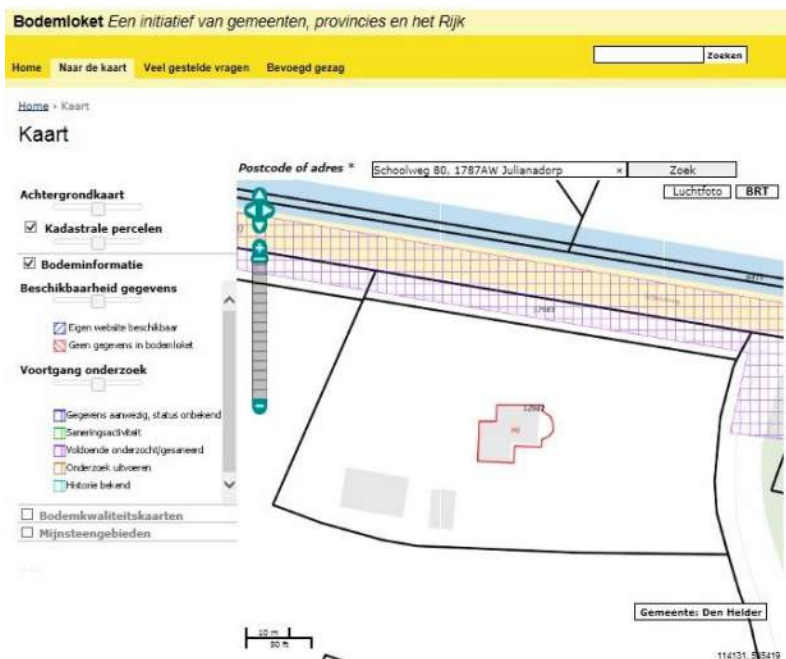 Bodemloket Een initiatief van gemeenten, provincies en het Rijk
Zoeken
Home Naar de kaart Veel gestelde vragen Bevoegd gezag
Home › Kaart
Kaart
Postcode of adres * Schoolweg 80, 1787AW Julianadorp × Zoek
Luchtfoto BRT
Achtergrondkaart
Kadastrale percelen
Bodeminformatie
Beschikbaarheid gegevens
Eigen website beschikbaar
Geen gegevens in bodemloket
Voortgang onderzoek
Gegevens aanwezig, status onbekend
Saneringsactiviteit
Voldoende onderzocht/gesaneerd
Onderzoek uitvoeren
Historie bekend
Bodemkwaliteitskaarten
Mijnsteengebieden
Gemeente: Den Helder
10 m
50 ft